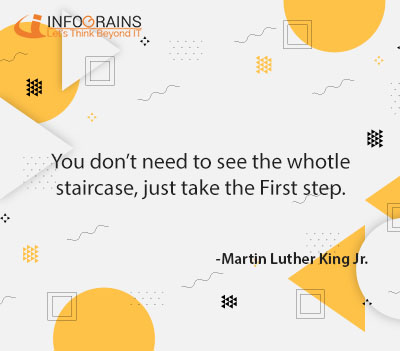 INFOGRAINS
Let's Think Beyond IT
You don't need to see the whotle
staircase, just take the First step.
-Martin Luther King Jr.